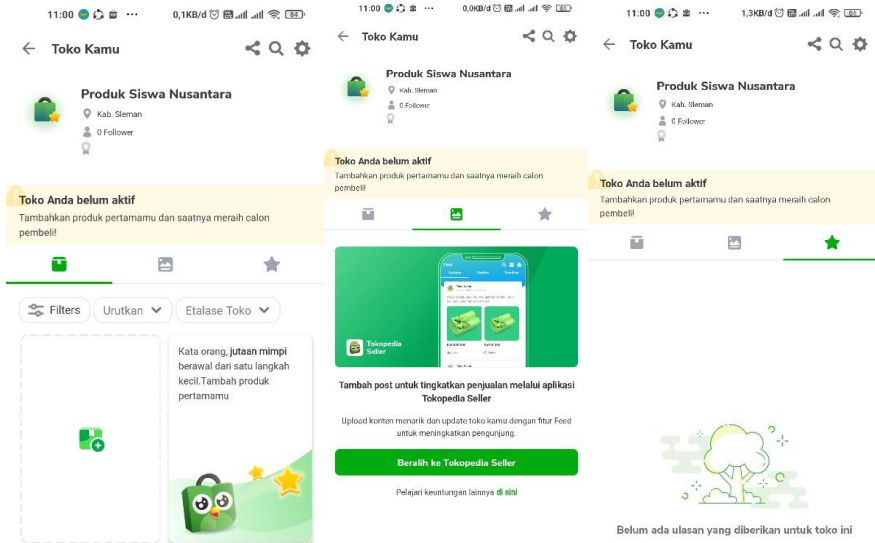 11:00 ... 0,1KB/d 84
Toko Kamu
Produk Siswa Nusantara
Kab. Sleman
0 Follower
Toko Anda belum aktif
Tambahkan produk pertamamu dan saatnya meraih calon
pembeli!
Filters
Urutkan
Etalase Toko
Kata orang, jutaan mimpi
berawal dari satu langkah
kecil.Tambah produk
pertamamu
11:00 ... 0,0KB/d
Toko Kamu
Produk Siswa Nusantara
Kab. Sleman
0 Follower
Toko Anda belum aktif
Tambahkan produk pertamamu dan saatnya meraih calon
pembeli!
Tokopedia
Seller
Tambah post untuk tingkatkan penjualan melalui aplikasi
Tokopedia Seller
Upload konten menarik dan update toko kamu dengan fitur Feed
untuk meningkatkan pengunjung.
Beralih ke Tokopedia Seller
Pelajari keuntungan lainnya di sini
11:00 ... 1,3KB/d
Toko Kamu
Produk Siswa Nusantara
Kab. Sleman
0 Follower
Toko Anda belum aktif
Tambahkan produk pertamamu dan saatnya meraih calon
pembeli!
Belum ada ulasan yang diberikan untuk toko ini